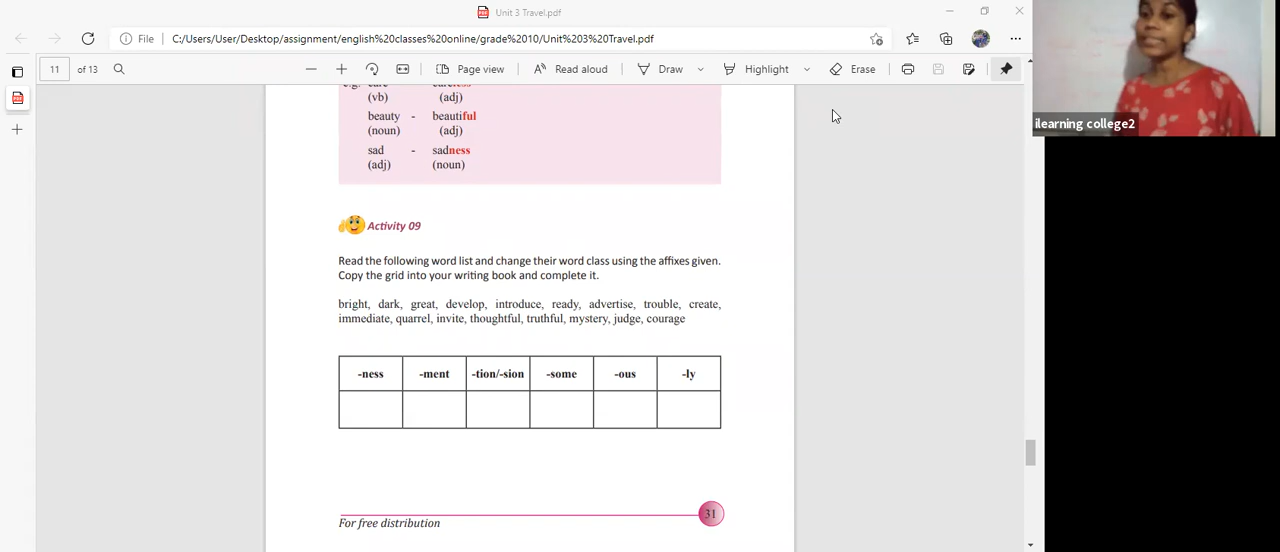 Unit 3 Travel.pdf
File
C:/Users/User/Desktop/assignment/english%20classes%20online/grade%2010/Unit%203%20Travel.pdf
11 of 13
Page view
Read aloud
Draw
Highlight
Erase
ilearning college2
(vb) (adj)
beauty - beautiful
(noun) (adj)
sad - sadness
(adj) (noun)
Activity 09
Read the following word list and change their word class using the affixes given.
Copy the grid into your writing book and complete it.
bright, dark, great, develop, introduce, ready, advertise, trouble, create,
immediate, quarrel, invite, thoughtful, truthful, mystery, judge, courage
-ness -ment -tion/-sion -some -ous -ly
31
For free distribution